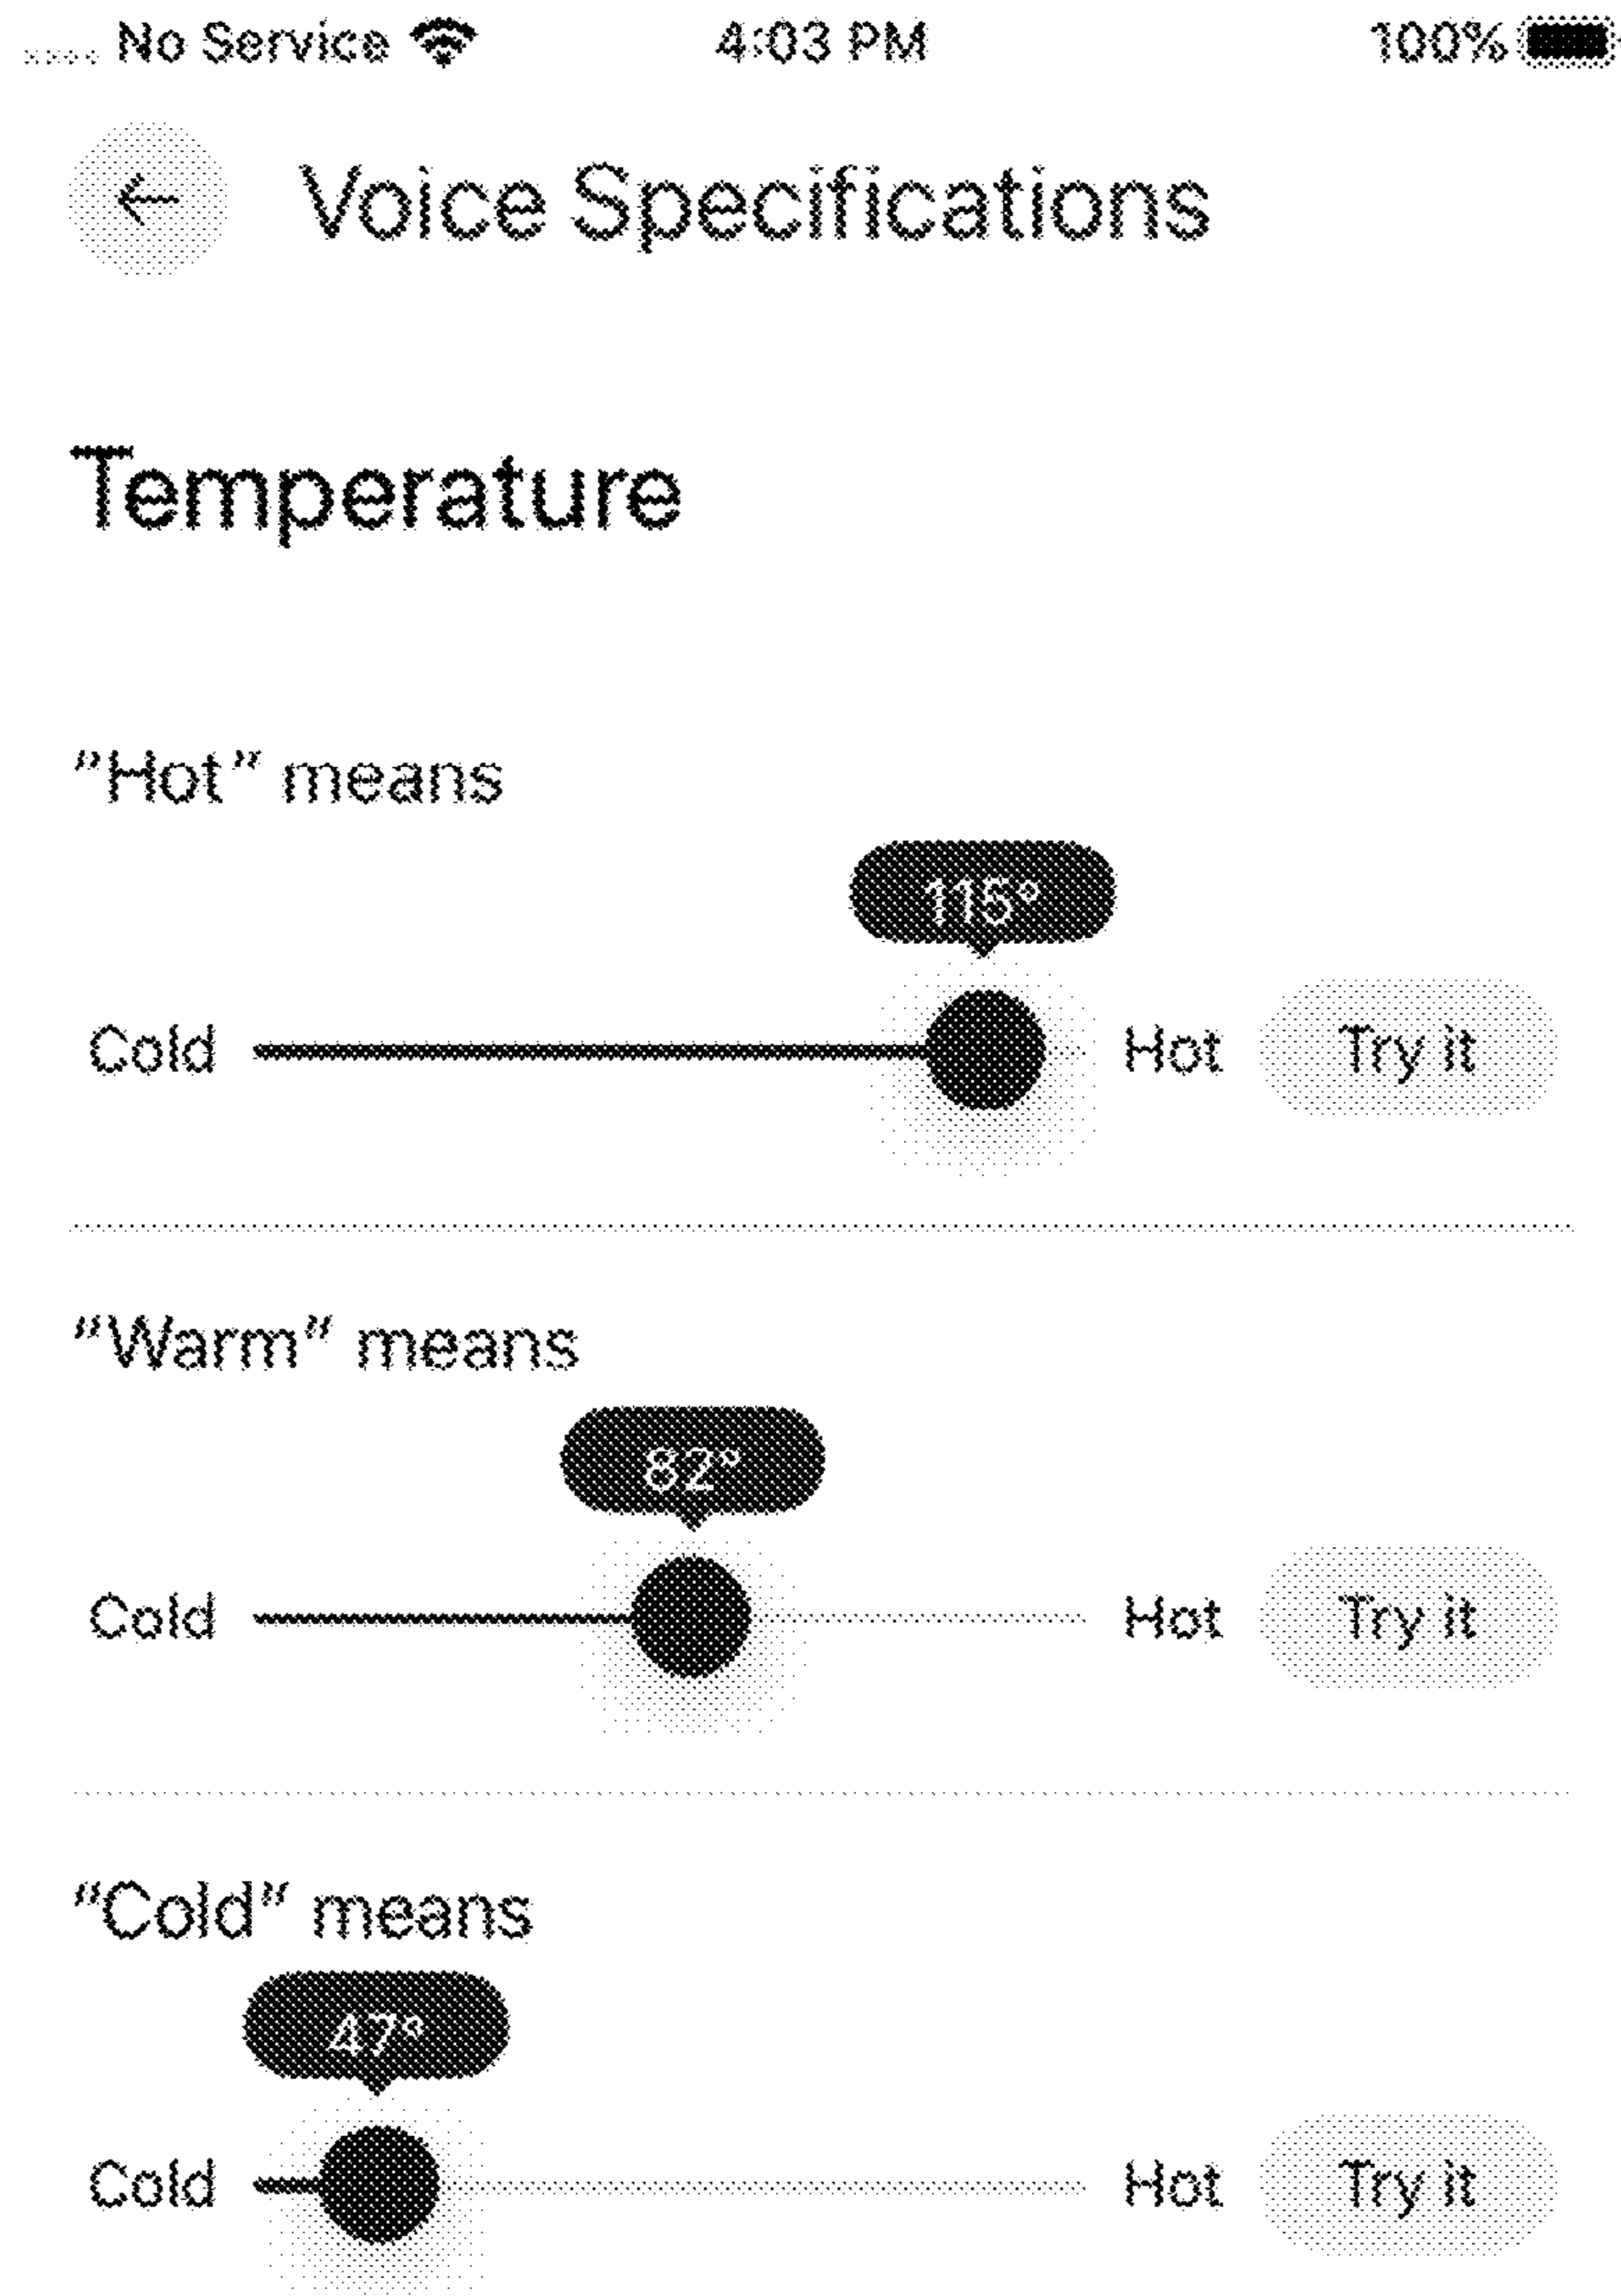 No Service 4:03 PM 100%
Voice Specifications
Temperature
"Hot" means
115°
Cold Hot Try it
"Warm" means
82°
Cold Hot Try it
"Cold" means
47°
Cold Hot Try it